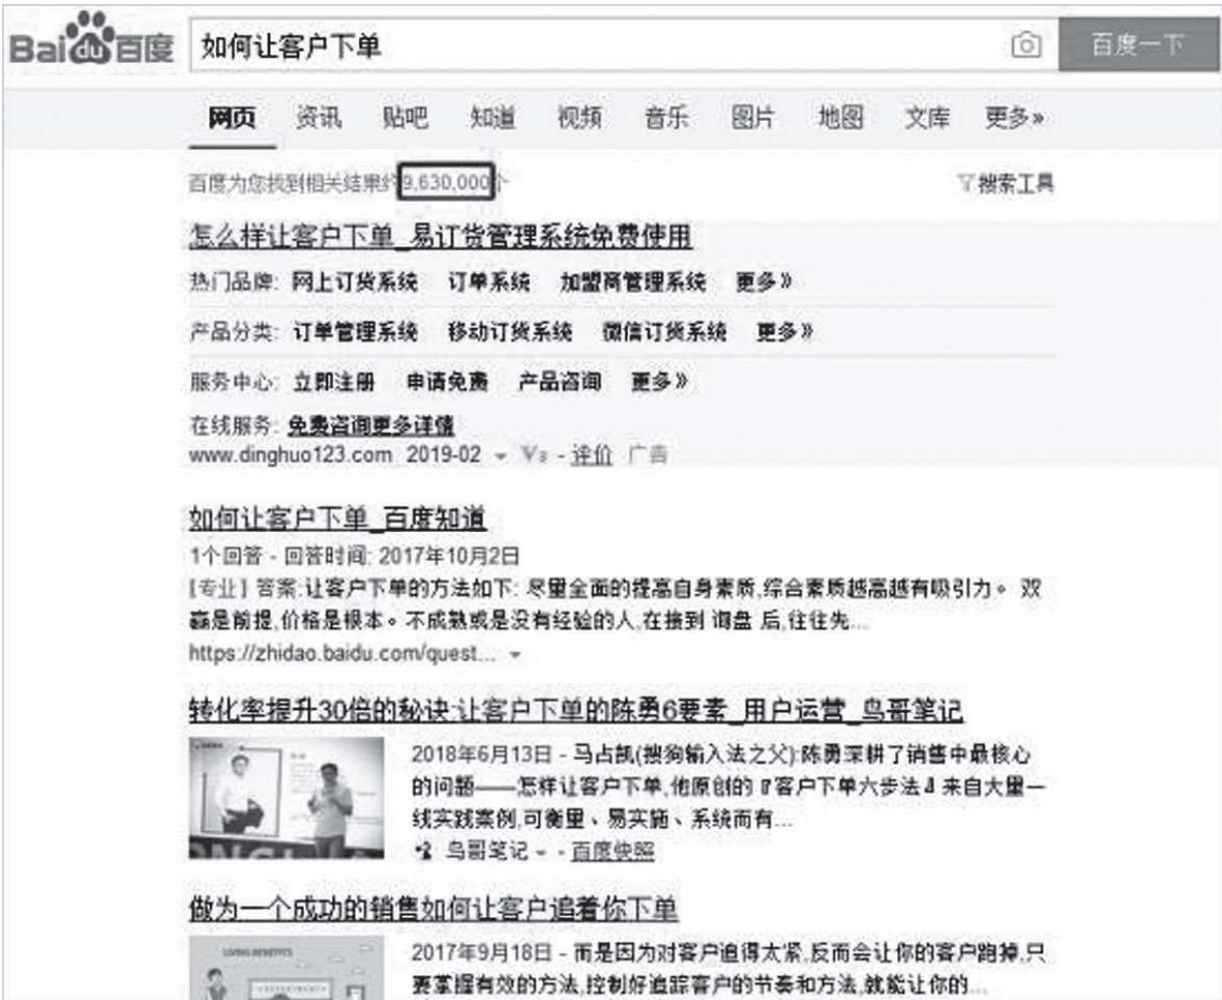 Bai du 百度 如何让客户下单 百度一下
网页 资讯 贴吧 知道 视频 音乐 图片 地图 文库 更多»
百度为您找到相关结果约9,630,000个 搜索工具
怎么样让客户下单_易订货管理系统免费使用
热门品牌: 网上订货系统 订单系统 加盟商管理系统 更多»
产品分类: 订单管理系统 移动订货系统 微信订货系统 更多»
服务中心: 立即注册 申请免费 产品咨询 更多»
在线服务: 免费咨询更多详情
www.dinghuo123.com 2019-02 V3 - 评价 广告
如何让客户下单_百度知道
1个回答 - 回答时间: 2017年10月2日
[专业] 答案:让客户下单的方法如下: 尽量全面的提高自身素质,综合素质越高越有吸引力。 双
赢是前提,价格是根本。不成熟或是没有经验的人,在接到 询盘 后,往往先...
https://zhidao.baidu.com/quest...
转化率提升30倍的秘诀:让客户下单的陈勇6要素_用户运营_鸟哥笔记
2018年6月13日 - 马占凯(搜狗输入法之父):陈勇深耕了销售中最核心
的问题——怎样让客户下单,他原创的『客户下单六步法』来自大量一
线实践案例,可衡量、易实施、系统而有...
鸟哥笔记 - 百度快照
做为一个成功的销售如何让客户追着你下单
LIVING BENEFITS
2017年9月18日 - 而是因为对客户追得太紧,反而会让你的客户跑掉,只
要掌握有效的方法,控制好追踪客户的节奏和方法,就能让你的...